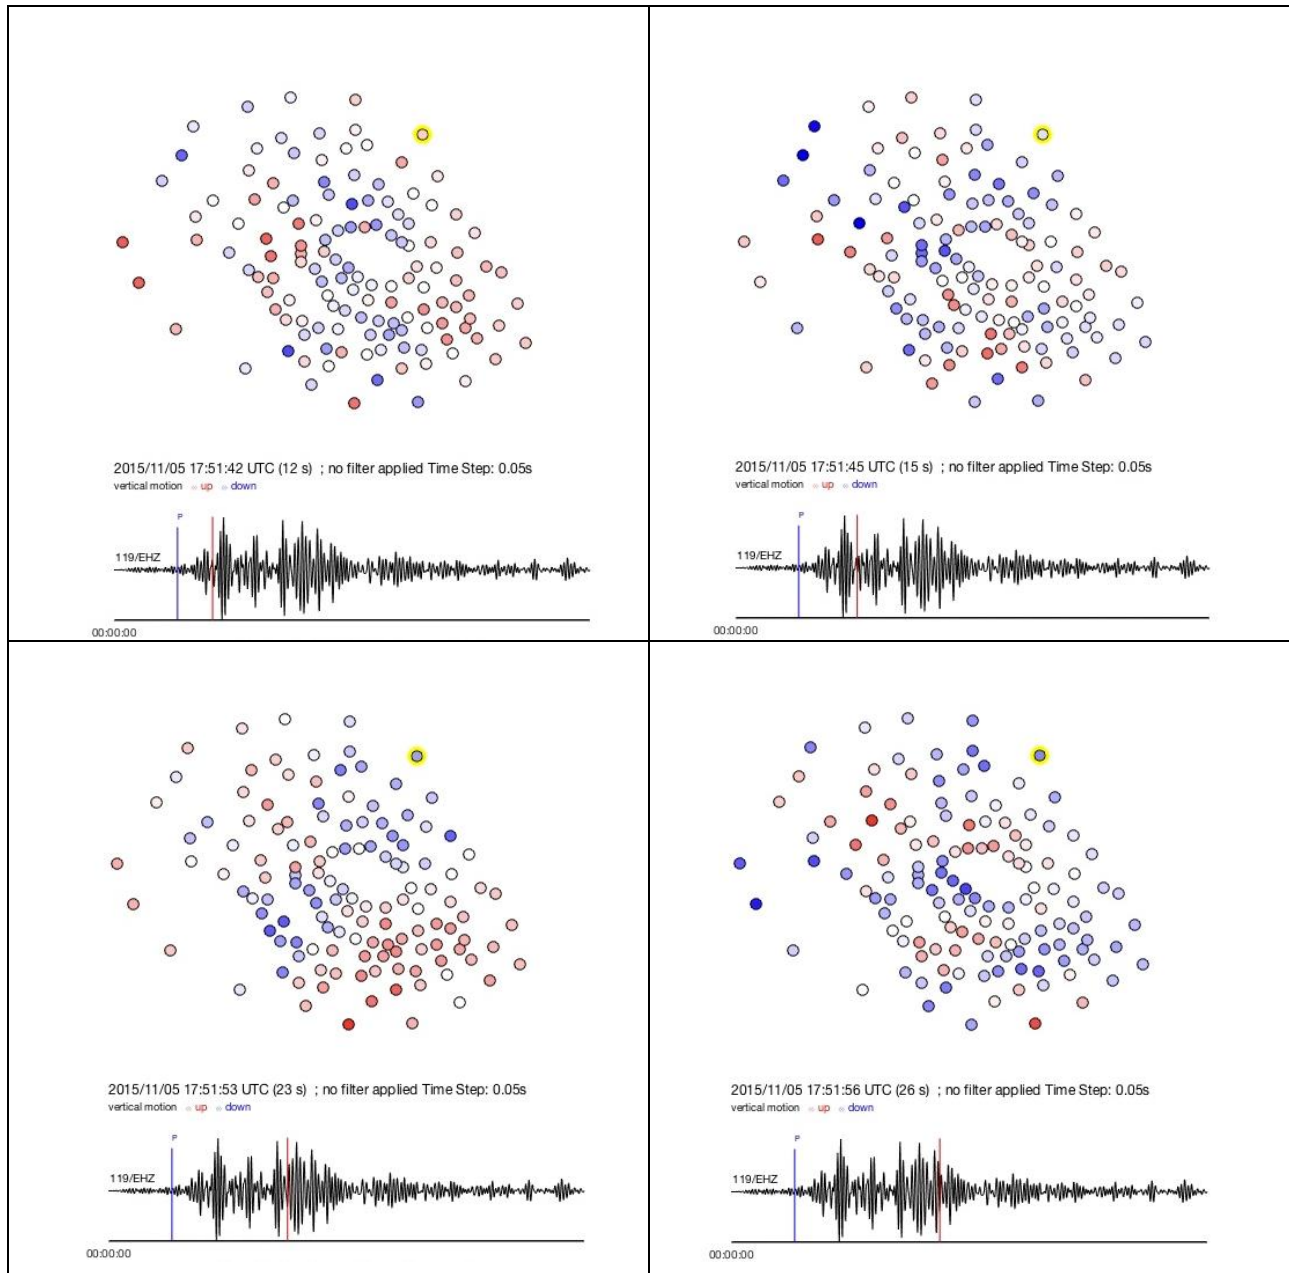 2015/11/05 17:51:42 UTC (12 s) ; no filter applied Time Step: 0.05s
vertical motion up down
P
119/EHZ
00:00:00
2015/11/05 17:51:45 UTC (15 s) ; no filter applied Time Step: 0.05s
vertical motion up down
P
119/EHZ
00:00:00
2015/11/05 17:51:53 UTC (23 s) ; no filter applied Time Step: 0.05s
vertical motion up down
P
119/EHZ
00:00:00
2015/11/05 17:51:56 UTC (26 s) ; no filter applied Time Step: 0.05s
vertical motion up down
P
119/EHZ
00:00:00